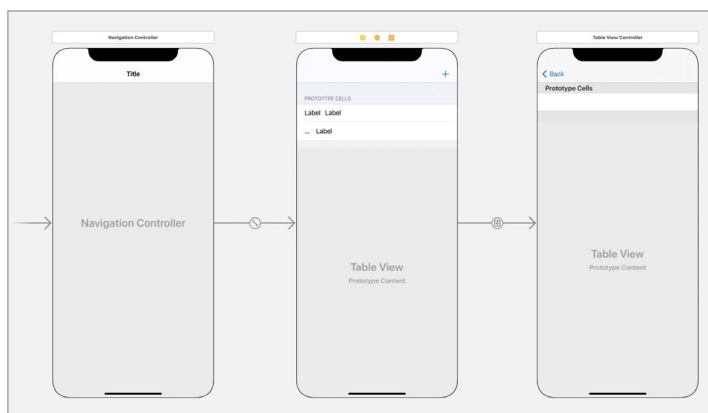 Navigation Controller
Title
Navigation Controller
+
PROTOTYPE CELLS
Label Label
... Label
Table View
Prototype Content
Table View Controller
Back
Prototype Cells
Table View
Prototype Content